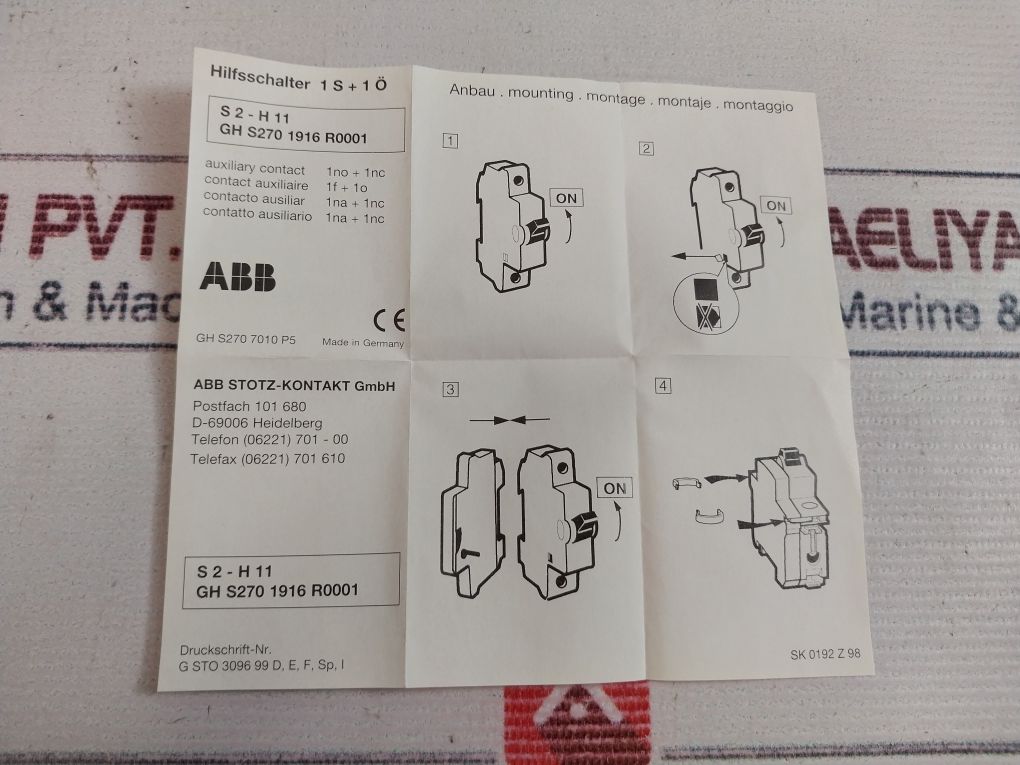 Hilfsschalter 1 S + 1 Ö
S 2 - H 11
GH S270 1916 R0001
auxiliary contact 1no + 1nc
contact auxiliaire 1f + 1o
contacto auxiliar 1na + 1nc
contatto ausiliario 1na + 1nc
ABB
CE
GH S270 7010 P5 Made in Germany
ABB STOTZ-KONTAKT GmbH
Postfach 101 680
D-69006 Heidelberg
Telefon (06221) 701 - 00
Telefax (06221) 701 610
S 2 - H 11
GH S270 1916 R0001
Druckschrift-Nr.
G STO 3096 99 D, E, F, Sp, I
Anbau . mounting . montage . montaje . montaggio
1
ON
2
ON
3
ON
4
SK 0192 Z 98
PVT.
& Mac
AELIYA
Marine &